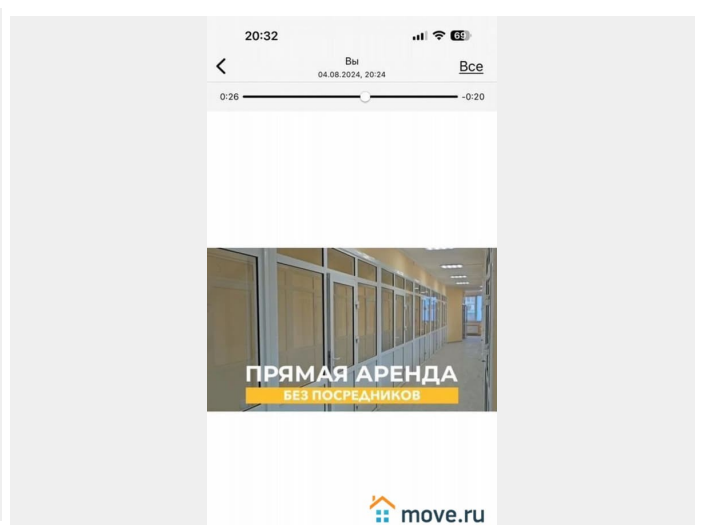 20:32
69
Вы
Все
04.08.2024, 20:24
0:26
-0:20
ПРЯМАЯ АРЕНДА
БЕЗ ПОСРЕДНИКОВ
move.ru